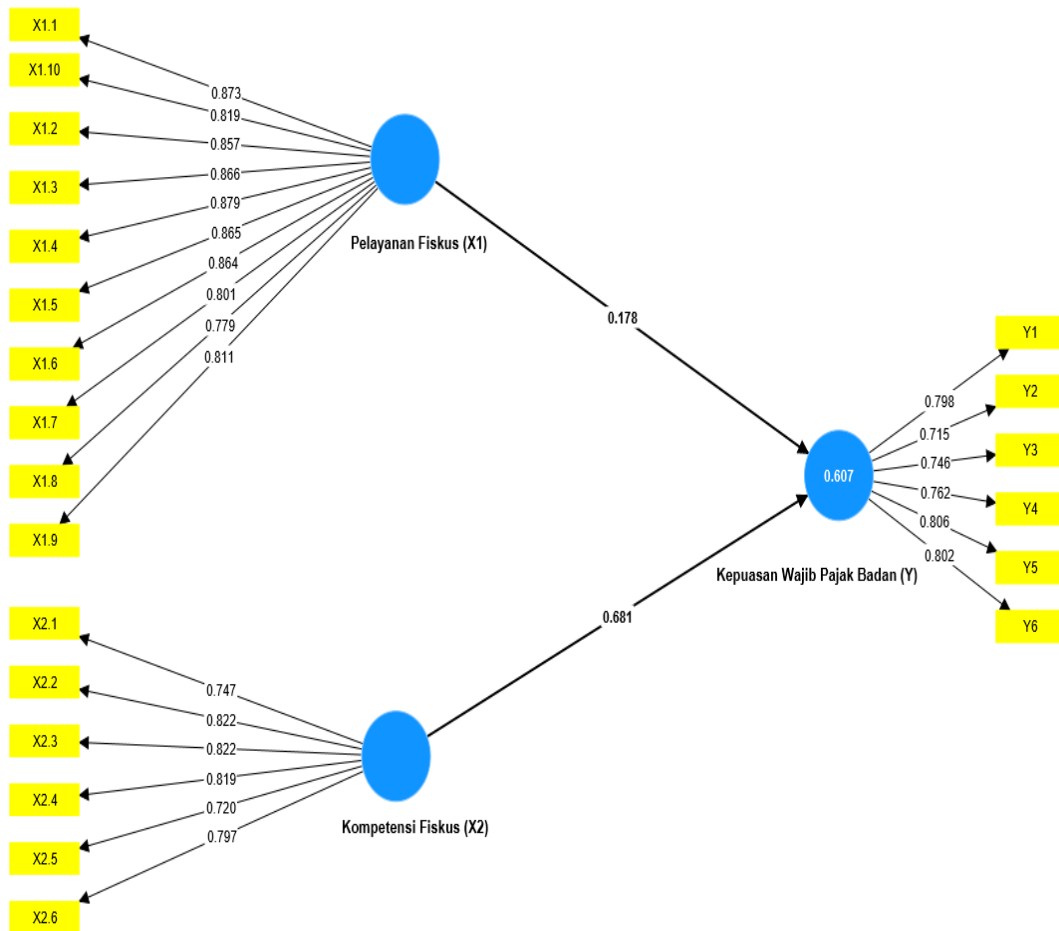 X1.1
X1.10
X1.2
X1.3
X1.4
X1.5
X1.6
X1.7
X1.8
X1.9
0.873
0.819
0.857
0.866
0.879
0.865
0.864
0.801
0.779
0.811
Pelayanan Fiskus (X1)
0.178
X2.1
X2.2
X2.3
X2.4
X2.5
X2.6
0.747
0.822
0.822
0.819
0.720
0.797
Kompetensi Fiskus (X2)
0.681
0.607
Kepuasan Wajib Pajak Badan (Y)
0.798
0.715
0.746
0.762
0.806
0.802
Y1
Y2
Y3
Y4
Y5
Y6